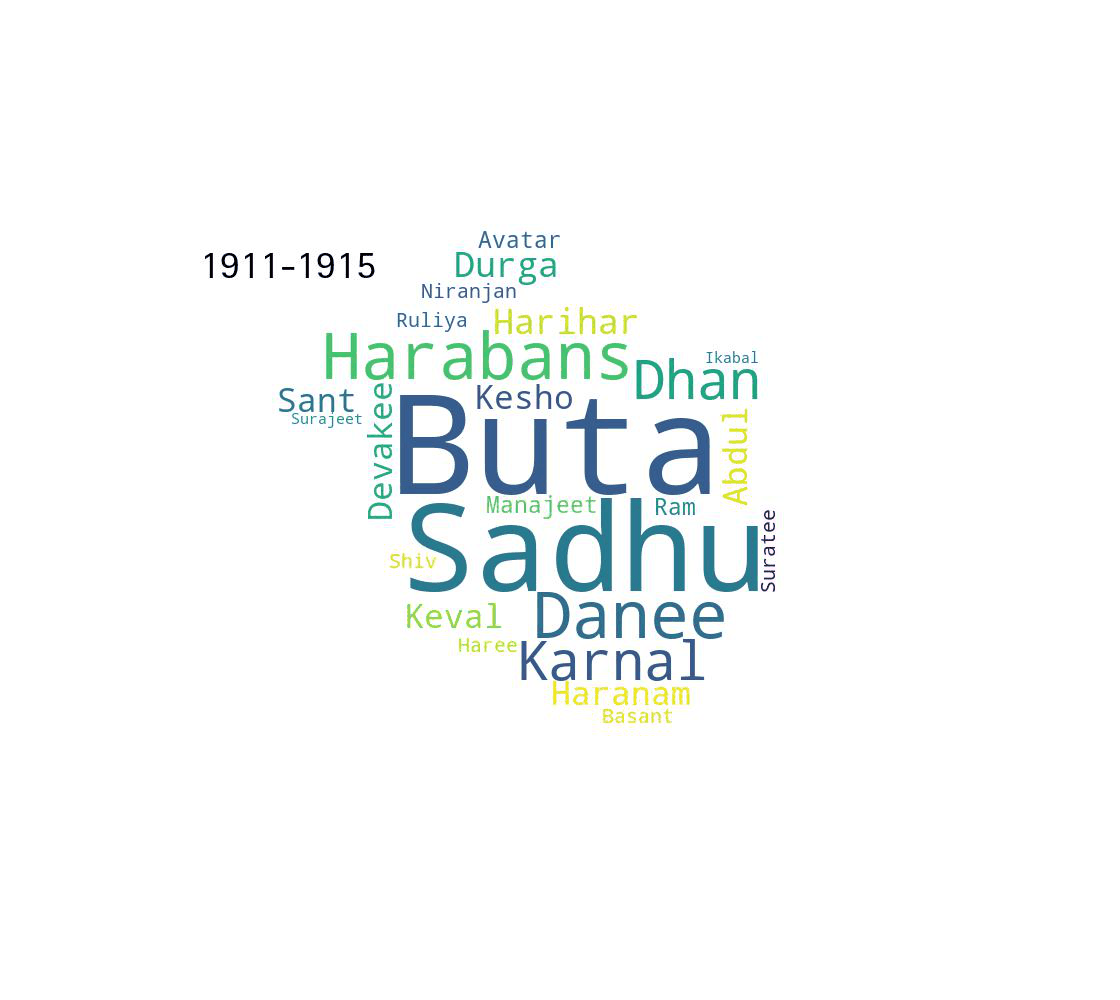 Avatar
1911-1915
Durga
Niranjan
Ruliya
Harihar
Harabans
Ikabal
Dhan
Sant
Kesho
Surajeet
Devakee
Buta
Abdul
Manajeet
Ram
Sadhu
Suratee
Shiv
Keval
Danee
Haree
Karnal
Haranam
Basant